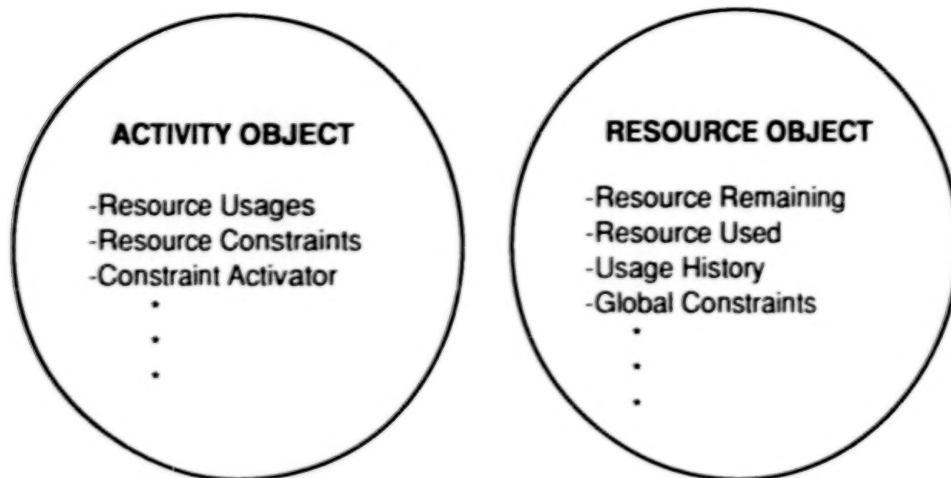 ACTIVITY OBJECT
-Resource Usages
-Resource Constraints
-Constraint Activator
*
*
*
RESOURCE OBJECT
-Resource Remaining
-Resource Used
-Usage History
-Global Constraints
*
*
*